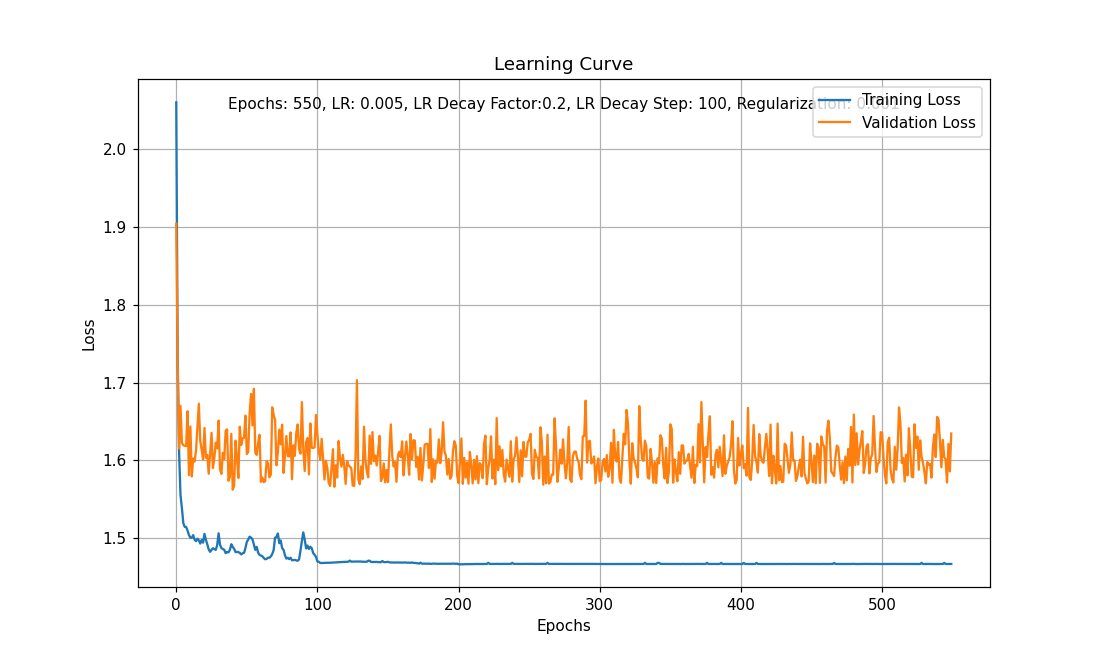 Learning Curve
Epochs: 550, LR: 0.005, LR Decay Factor:0.2, LR Decay Step: 100, Regularization: 0.001
Training Loss
Validation Loss
2.0
1.9
1.8
1.7
1.6
1.5
Loss
0 100 200 300 400 500
Epochs